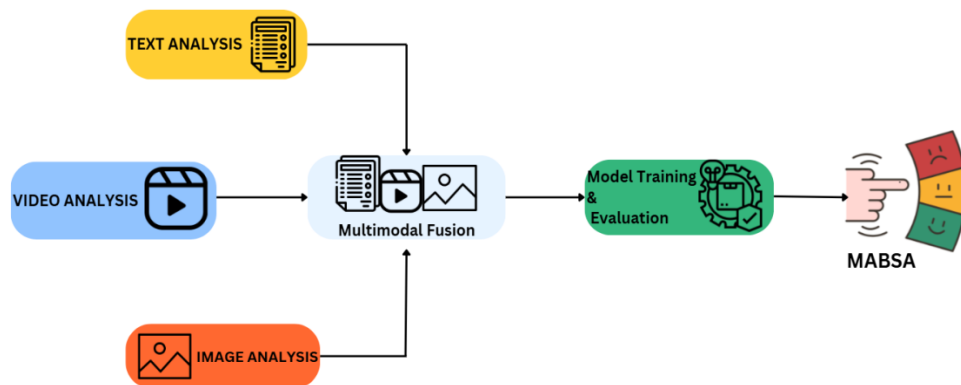 TEXT ANALYSIS
VIDEO ANALYSIS
Multimodal Fusion
Model Training
&
Evaluation
MABSA
IMAGE ANALYSIS